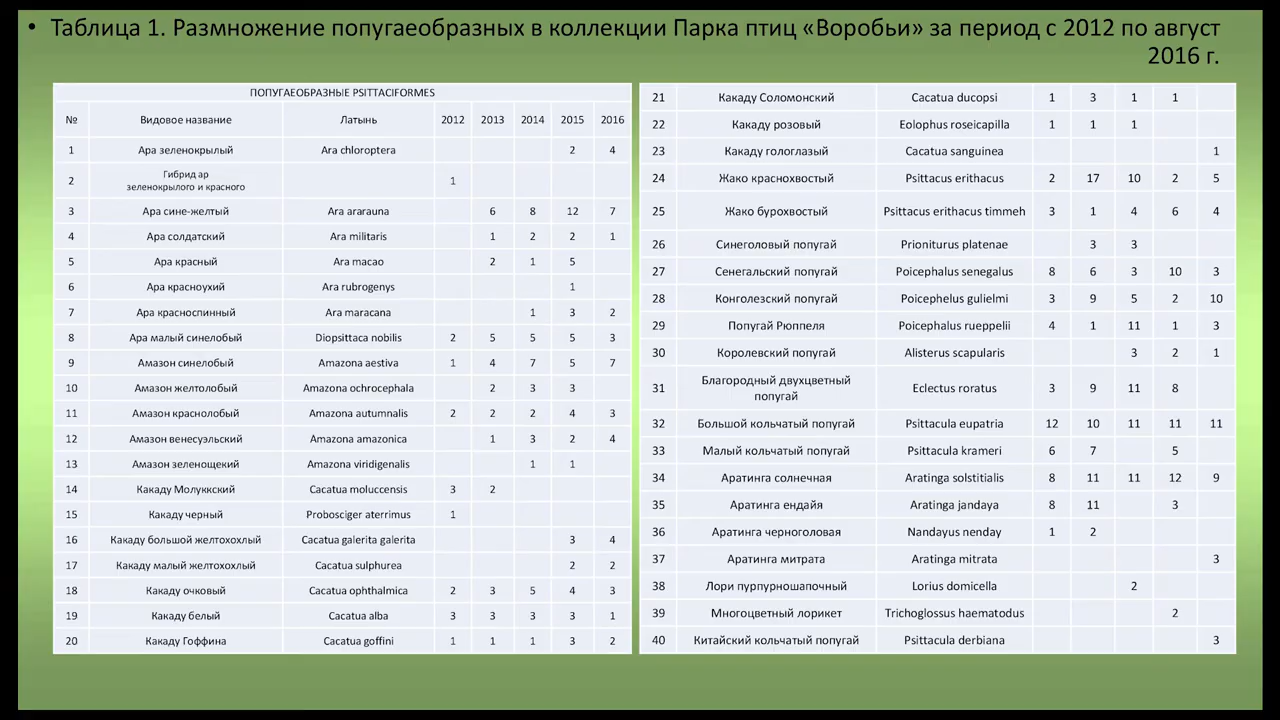 • Таблица 1. Размножение попугаеобразных в коллекции Парка птиц «Воробьи» за период с 2012 по август
2016 г.
ПОПУГАЕОБРАЗНЫЕ PSITTACIFORMES
№ Видовое название Латынь 2012 2013 2014 2015 2016
1 Ара зеленокрылый Ara chloroptera 2 4
2 Гибрид ар
зеленокрылого и красного 1
3 Ара сине-желтый Ara ararauna 6 8 12 7
4 Ара солдатский Ara militaris 1 2 2 1
5 Ара красный Ara macao 2 1 5
6 Ара красноухий Ara rubrogenys 1
7 Ара красноспинный Ara maracana 1 3 2
8 Ара малый синелобый Diopsittaca nobilis 2 5 5 5 3
9 Амазон синелобый Amazona aestiva 1 4 7 5 7
10 Амазон желтолобый Amazona ochrocephala 2 3 3
11 Амазон краснолобый Amazona autumnalis 2 2 2 4 3
12 Амазон венесуэльский Amazona amazonica 1 3 2 4
13 Амазон зеленощекий Amazona viridigenalis 1 1
14 Какаду Молуккский Cacatua moluccensis 3 2
15 Какаду черный Probosciger aterrimus 1
16 Какаду большой желтохохлый Cacatua galerita galerita 3 4
17 Какаду малый желтохохлый Cacatua sulphurea 2 2
18 Какаду очковый Cacatua ophthalmica 2 3 5 4 3
19 Какаду белый Cacatua alba 3 3 3 3 1
20 Какаду Гоффина Cacatua goffini 1 1 1 3 2
21 Какаду Соломонский Cacatua ducopsi 1 3 1 1
22 Какаду розовый Eolophus roseicapilla 1 1 1
23 Какаду гологлазый Cacatua sanguinea 1
24 Жако краснохвостый Psittacus erithacus 2 17 10 2 5
25 Жако бурохвостый Psittacus erithacus timmeh 3 1 4 6 4
26 Синеголовый попугай Prioniturus platenae 3 3
27 Сенегальский попугай Poicephalus senegalus 8 6 3 10 3
28 Конголезский попугай Poicephelus gulielmi 3 9 5 2 10
29 Попугай Рюппеля Poicephalus rueppelii 4 1 11 1 3
30 Королевский попугай Alisterus scapularis 3 2 1
31 Благородный двухцветный
попугай Eclectus roratus 3 9 11 8
32 Большой кольчатый попугай Psittacula eupatria 12 10 11 11 11
33 Малый кольчатый попугай Psittacula krameri 6 7 5
34 Аратинга солнечная Aratinga solstitialis 8 11 11 12 9
35 Аратинга ендайя Aratinga jandaya 8 11 3
36 Аратинга черноголовая Nandayus nenday 1 2
37 Аратинга митрата Aratinga mitrata 3
38 Лори пурпурношапочный Lorius domicella 2
39 Многоцветный лорикет Trichoglossus haematodus 2
40 Китайский кольчатый попугай Psittacula derbiana 3